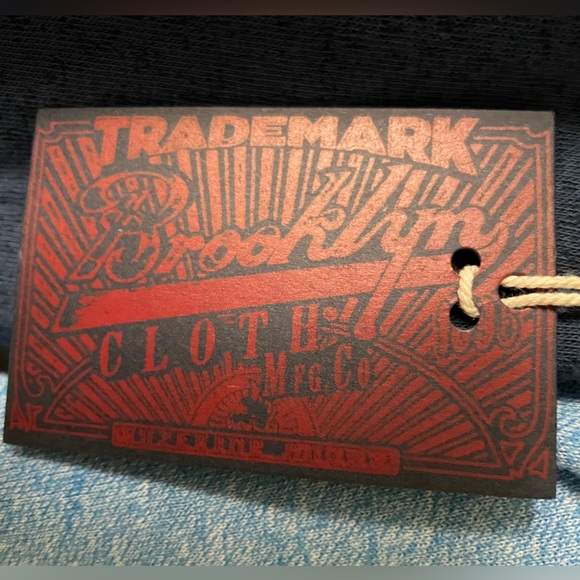 TRADEMARK
Brooklyn
CLOTH
MFG. Co